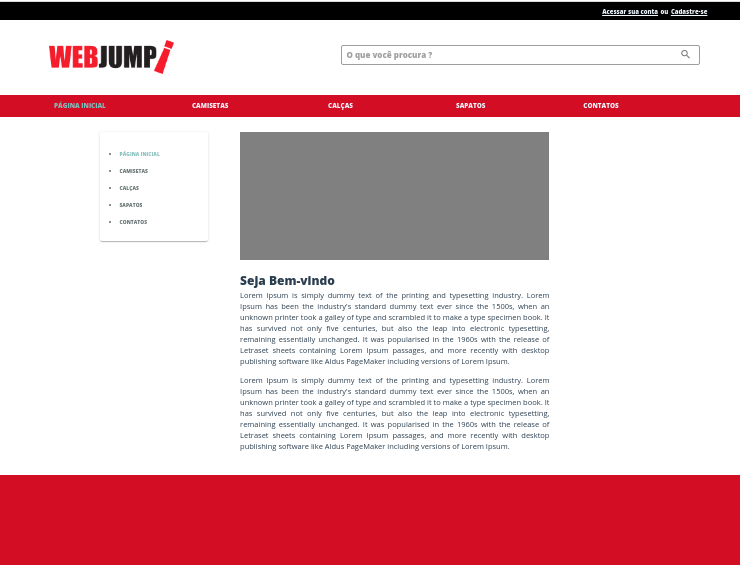 Acessar sua conta ou Cadastre-se
WEBJUMP!
O que você procura ?
PÁGINA INICIAL CAMISETAS CALÇAS SAPATOS CONTATOS
PÁGINA INICIAL
CAMISETAS
CALÇAS
SAPATOS
CONTATOS
Seja Bem-vindo
Lorem Ipsum is simply dummy text of the printing and typesetting industry. Lorem
Ipsum has been the industry's standard dummy text ever since the 1500s, when an
unknown printer took a galley of type and scrambled it to make a type specimen book. It
has survived not only five centuries, but also the leap into electronic typesetting,
remaining essentially unchanged. It was popularised in the 1960s with the release of
Letraset sheets containing Lorem Ipsum passages, and more recently with desktop
publishing software like Aldus PageMaker including versions of Lorem Ipsum.
Lorem Ipsum is simply dummy text of the printing and typesetting industry. Lorem
Ipsum has been the industry's standard dummy text ever since the 1500s, when an
unknown printer took a galley of type and scrambled it to make a type specimen book. It
has survived not only five centuries, but also the leap into electronic typesetting,
remaining essentially unchanged. It was popularised in the 1960s with the release of
Letraset sheets containing Lorem Ipsum passages, and more recently with desktop
publishing software like Aldus PageMaker including versions of Lorem Ipsum.